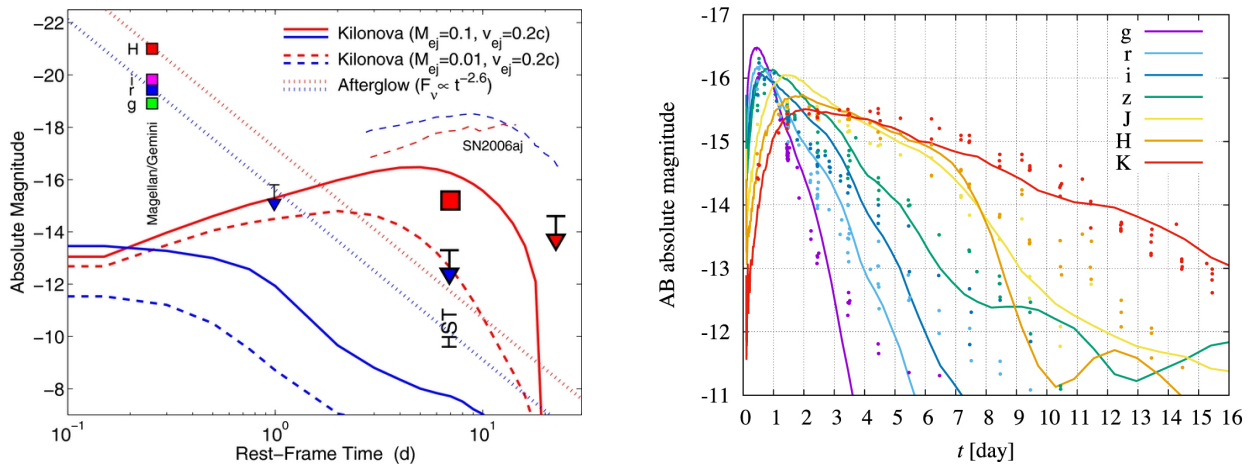 −22
−20
−18
−16
−14
−12
−10
−8
Absolute Magnitude
H
i
r
g
Magellan/Gemini
Kilonova (M_ej=0.1, v_ej=0.2c)
Kilonova (M_ej=0.01, v_ej=0.2c)
Afterglow (F_ν ∝ t^−2.6)
SN2006aj
HST
10^−1
10^0
10^1
Rest−Frame Time (d)
-17
-16
-15
-14
-13
-12
-11
AB absolute magnitude
g
r
i
z
J
H
K
0 1 2 3 4 5 6 7 8 9 10 11 12 13 14 15 16
t [day]